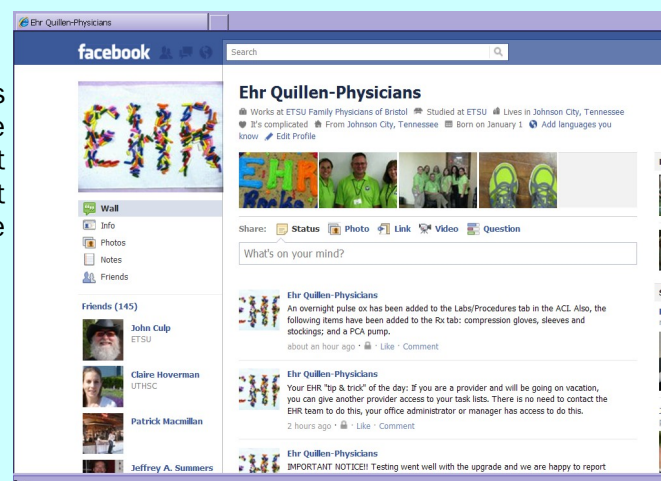 Ehr Quillen-Physicians
facebook
Search
EHR
Ehr Quillen-Physicians
Works at ETSU Family Physicians of Bristol Studied at ETSU Lives in Johnson City, Tennessee
It's complicated From Johnson City, Tennessee Born on January 1 Add languages you
know Edit Profile
EHR
Rocks
Wall
Info
Photos
Notes
Friends
Share: Status Photo Link Video Question
What's on your mind?
Friends (145)
John Culp
ETSU
Claire Hoverman
UTHSC
Patrick Macmillan
Jeffrey A. Summers
Ehr Quillen-Physicians
An overnight pulse ox has been added to the Labs/Procedures tab in the ACI. Also, the
following items have been added to the Rx tab: compression gloves, sleeves and
stockings; and a PCA pump.
about an hour ago · Like · Comment
Ehr Quillen-Physicians
Your EHR "tip & trick" of the day: If you are a provider and will be going on vacation,
you can give another provider access to your task lists. There is no need to contact the
EHR team to do this, your office administrator or manager has access to do this.
2 hours ago · Like · Comment
Ehr Quillen-Physicians
IMPORTANT NOTICE!! Testing went well with the upgrade and we are happy to report